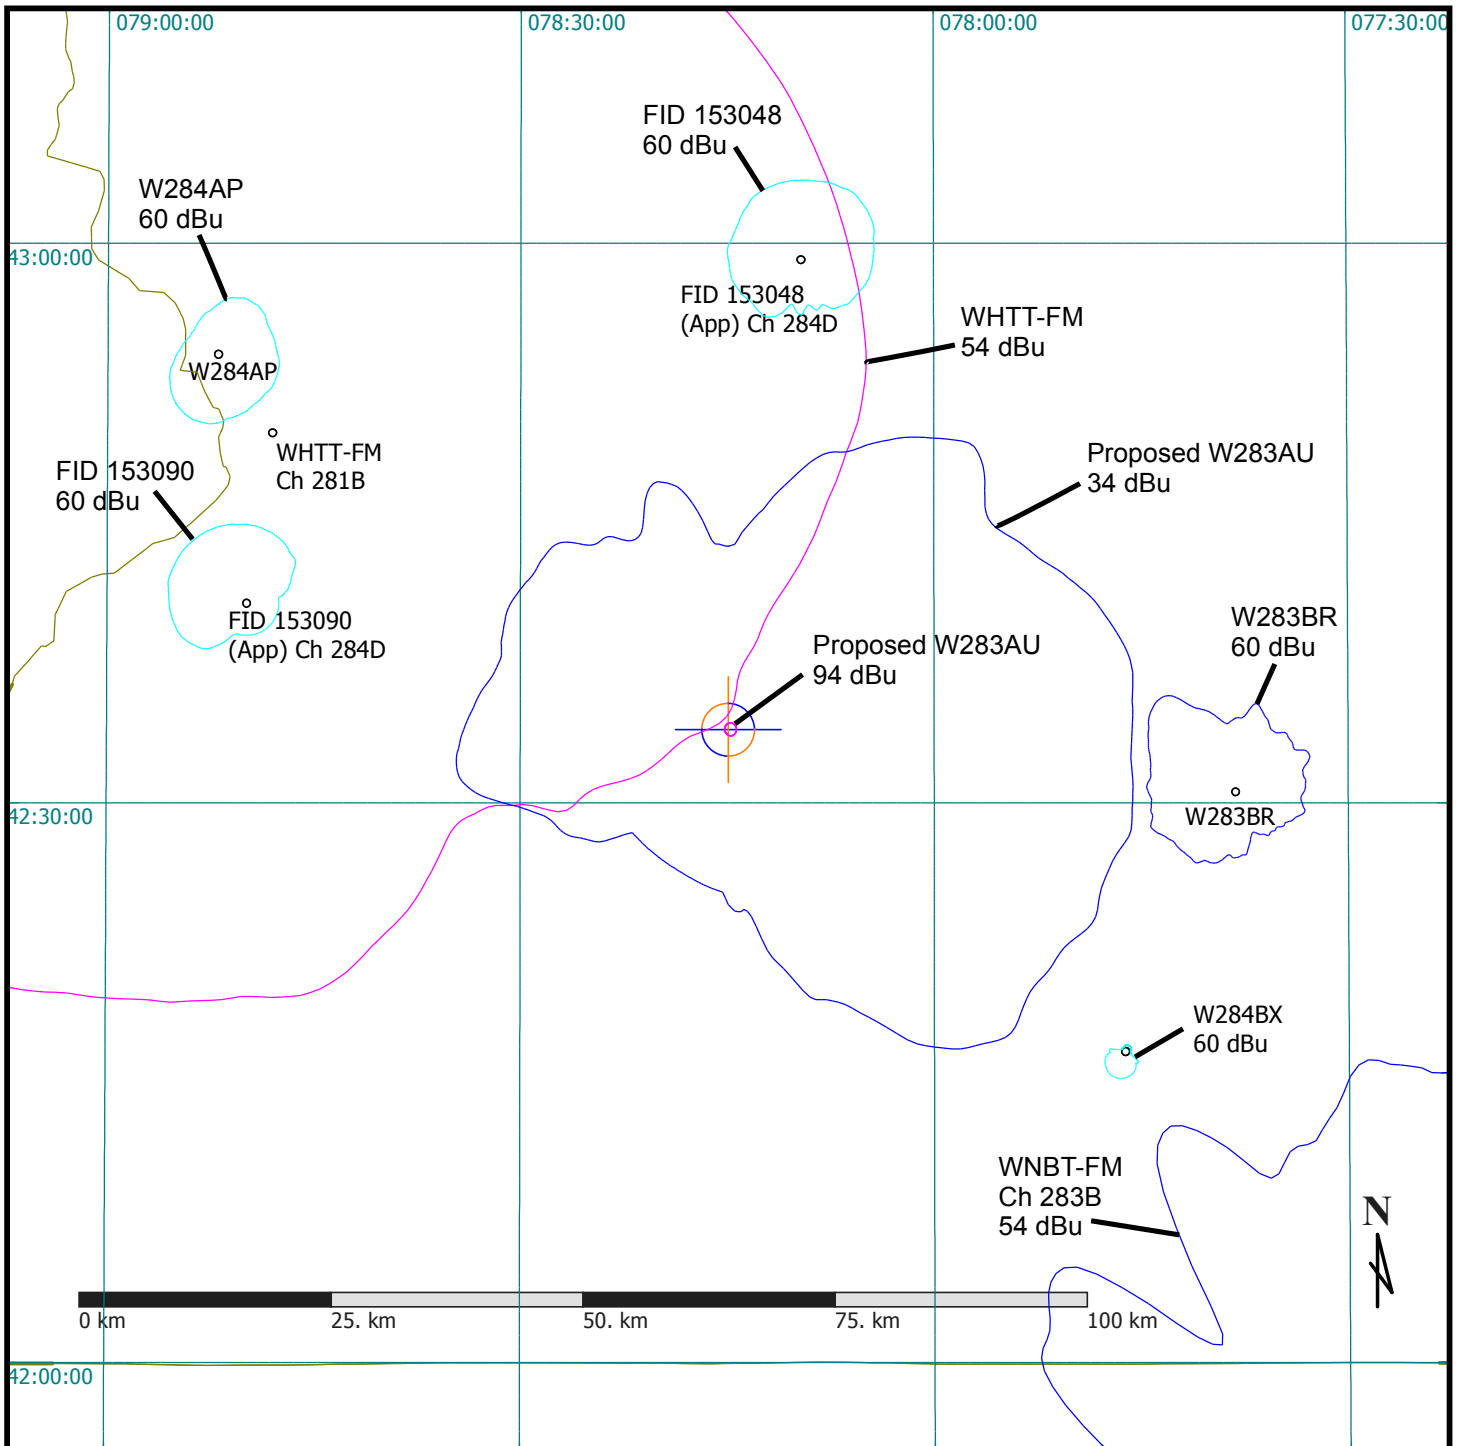 079:00:00
078:30:00
078:00:00
077:30:00
FID 153048
60 dBu
W284AP
60 dBu
43:00:00
FID 153048
(App) Ch 284D
WHTT-FM
54 dBu
W284AP
WHTT-FM
Ch 281B
Proposed W283AU
34 dBu
FID 153090
60 dBu
FID 153090
(App) Ch 284D
W283BR
60 dBu
Proposed W283AU
94 dBu
42:30:00
W283BR
W284BX
60 dBu
WNBT-FM
Ch 283B
54 dBu
N
0 km
25. km
50. km
75. km
100 km
42:00:00